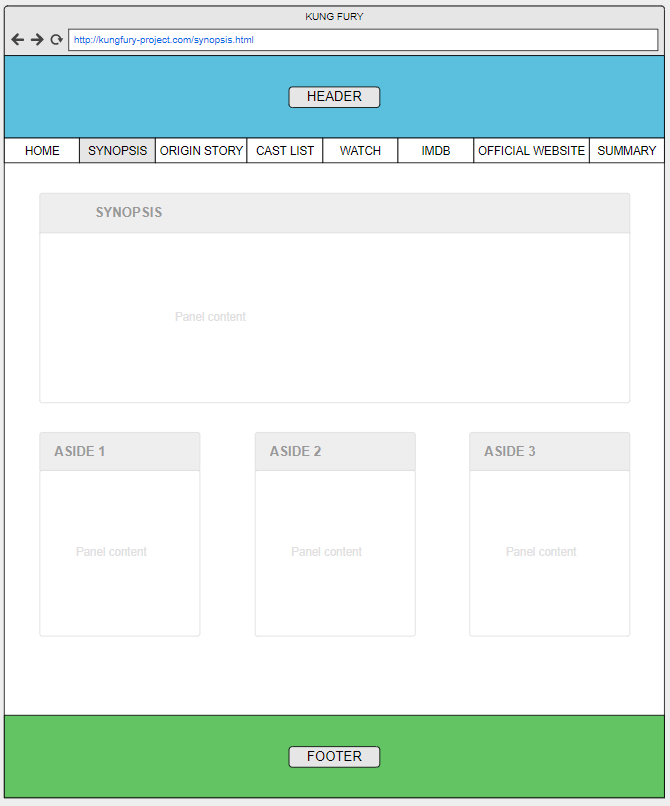 KUNG FURY
http://kungfury-project.com/synopsis.html
HEADER
HOME SYNOPSIS ORIGIN STORY CAST LIST WATCH IMDB OFFICIAL WEBSITE SUMMARY
SYNOPSIS
Panel content
ASIDE 1 ASIDE 2 ASIDE 3
Panel content Panel content Panel content
FOOTER